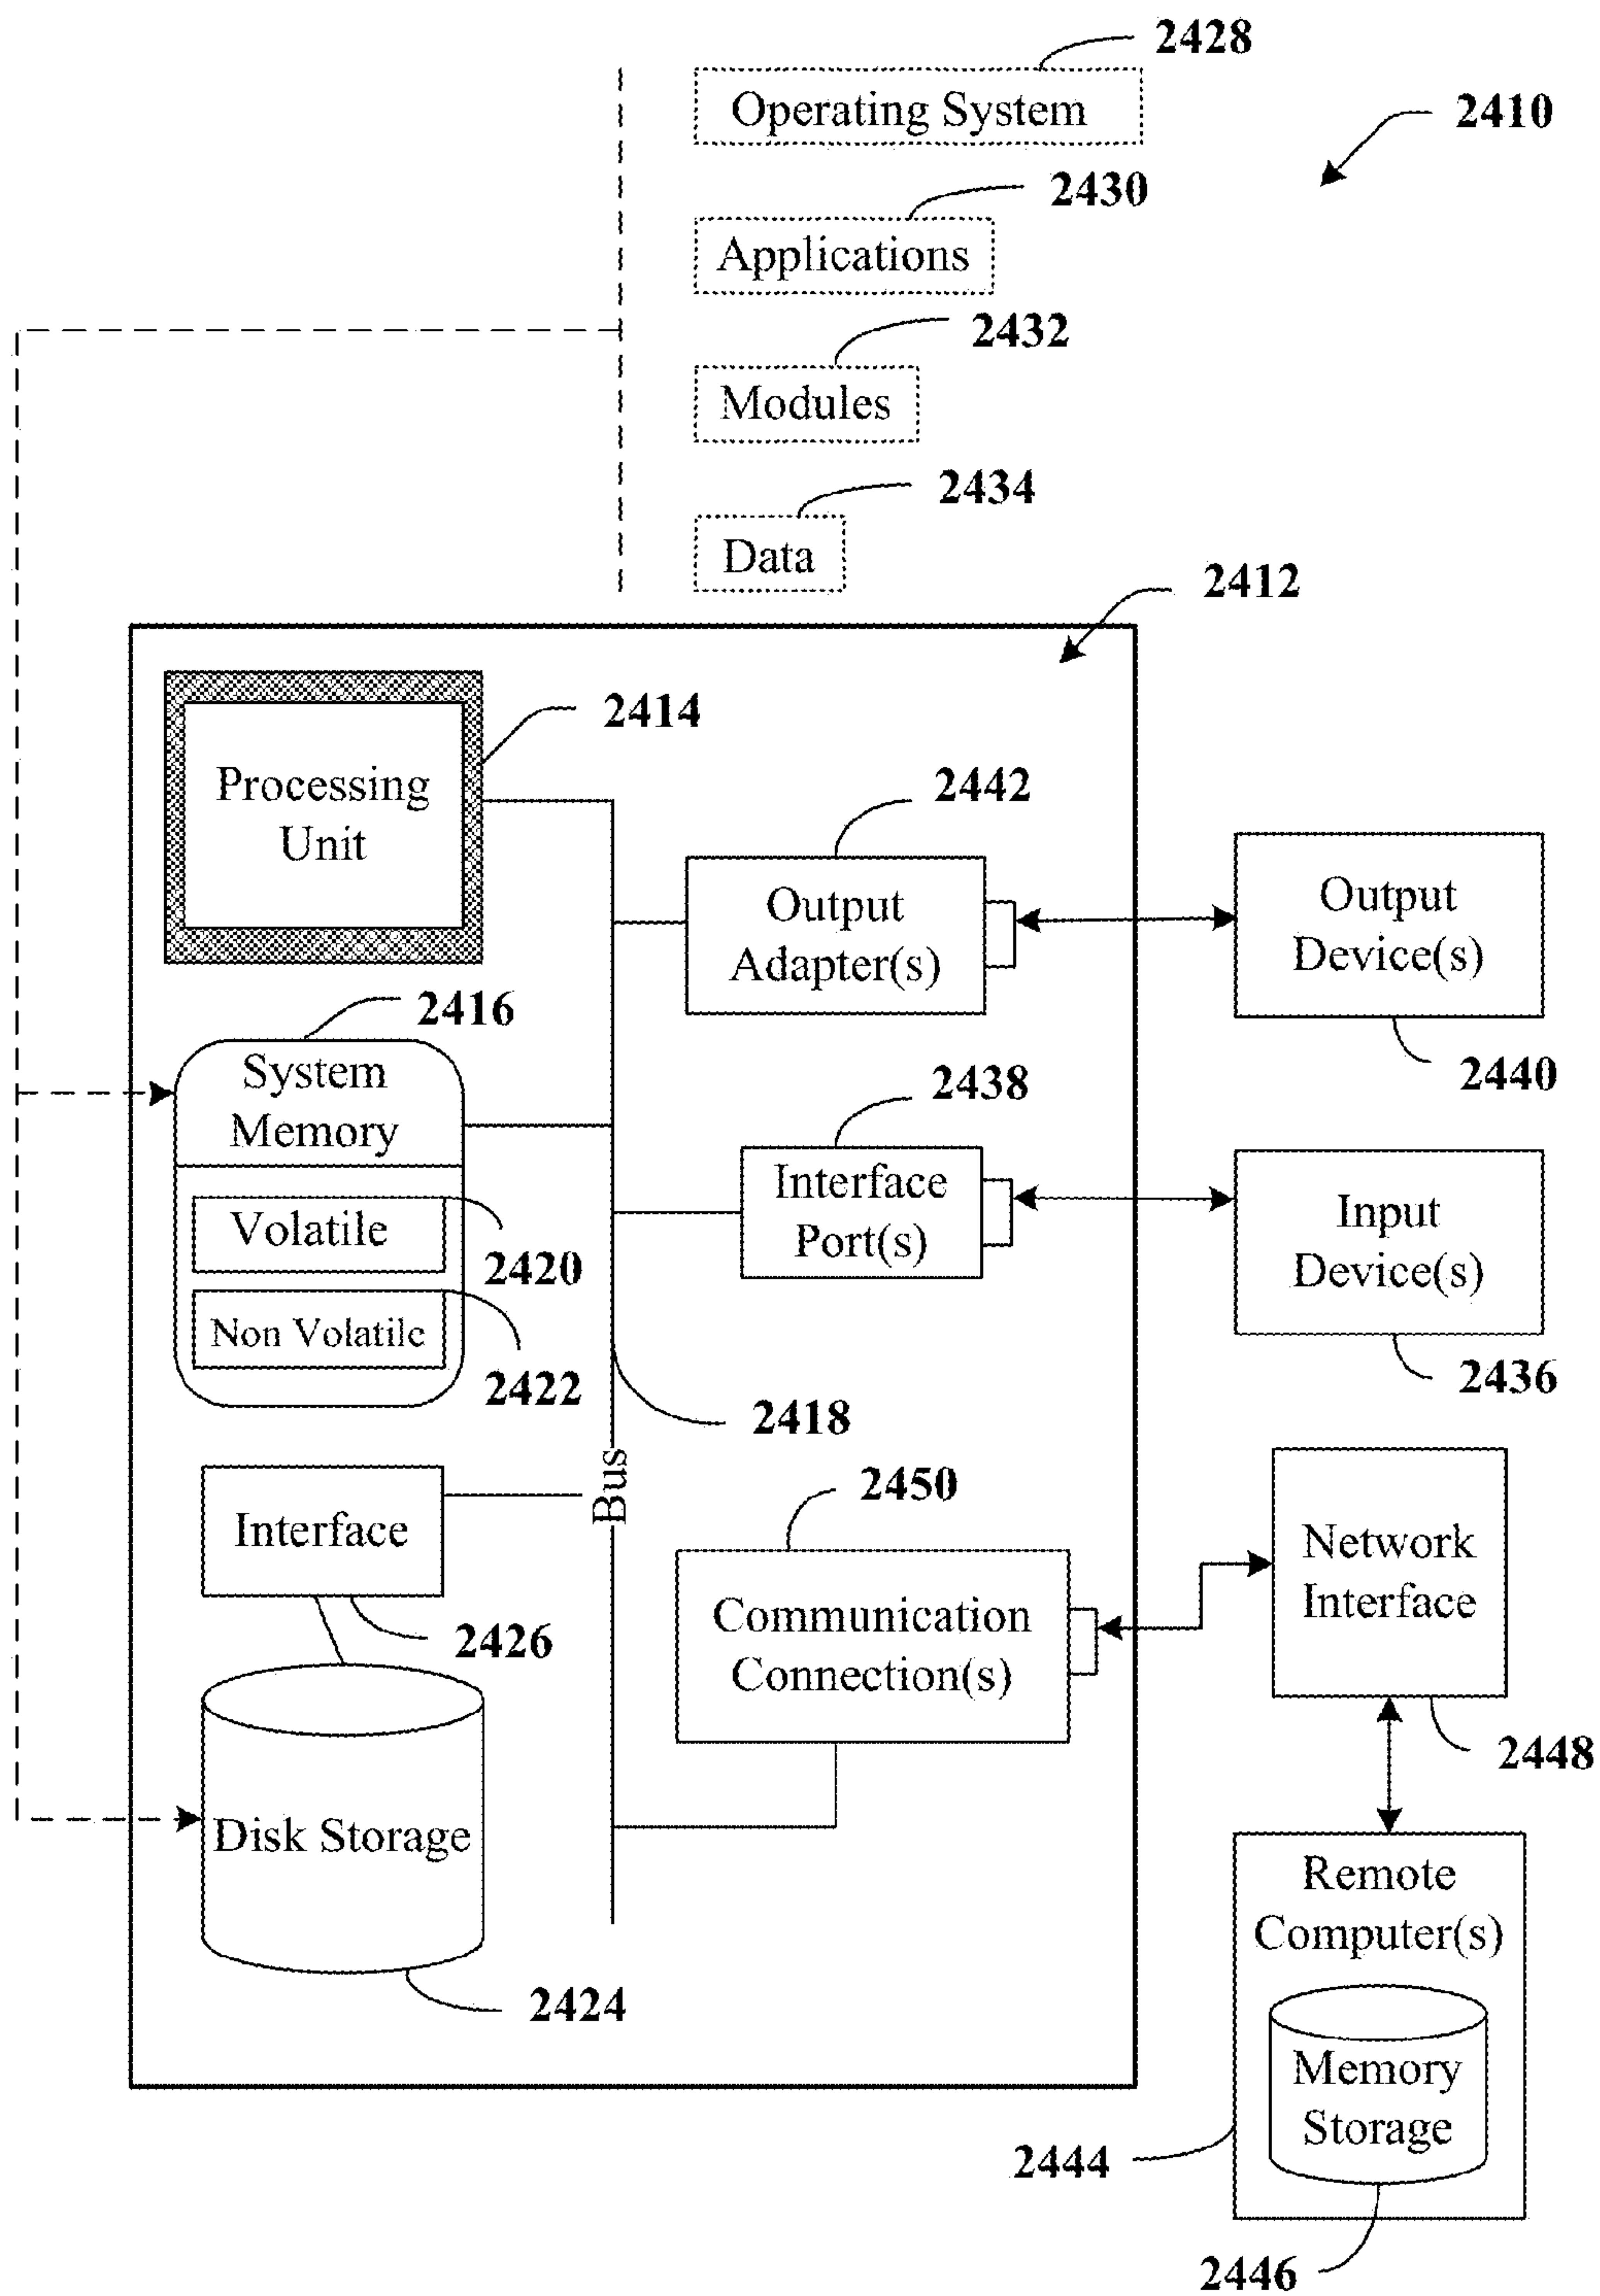 2428
Operating System
2410
2430
Applications
2432
Modules
2434
Data
2412
2414
Processing
Unit
2442
Output
Adapter(s)
Output
Device(s)
2440
2416
System
Memory
Volatile
2420
Non Volatile
2422
2438
Interface
Port(s)
Input
Device(s)
2436
2418
Bus
Interface
2426
2450
Communication
Connection(s)
Network
Interface
2448
Disk Storage
2424
Remote
Computer(s)
Memory
Storage
2444
2446